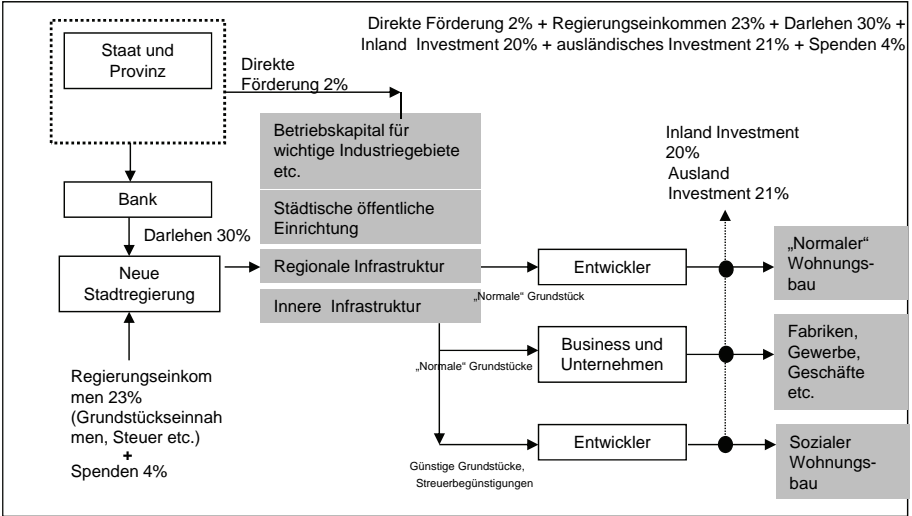 Direkte Förderung 2% + Regierungseinkommen 23% + Darlehen 30% +
Inland Investment 20% + ausländisches Investment 21% + Spenden 4%
Staat und
Provinz
Direkte
Förderung 2%
Betriebskapital für
wichtige Industriegebiete
etc.
Inland Investment
20%
Ausland
Investment 21%
Bank
Städtische öffentliche
Einrichtung
Darlehen 30%
Neue
Stadtregierung
Regionale Infrastruktur
Entwickler
„Normaler“
Wohnungs-
bau
„Normale“ Grundstück
Innere Infrastruktur
Business und
Unternehmen
Fabriken,
Gewerbe,
Geschäfte
etc.
„Normale“ Grundstücke
Regierungseinkom
men 23%
(Grundstückseinnah
men, Steuer etc.)
+
Spenden 4%
Entwickler
Sozialer
Wohnungs-
bau
Günstige Grundstücke,
Streuerbegünstigungen